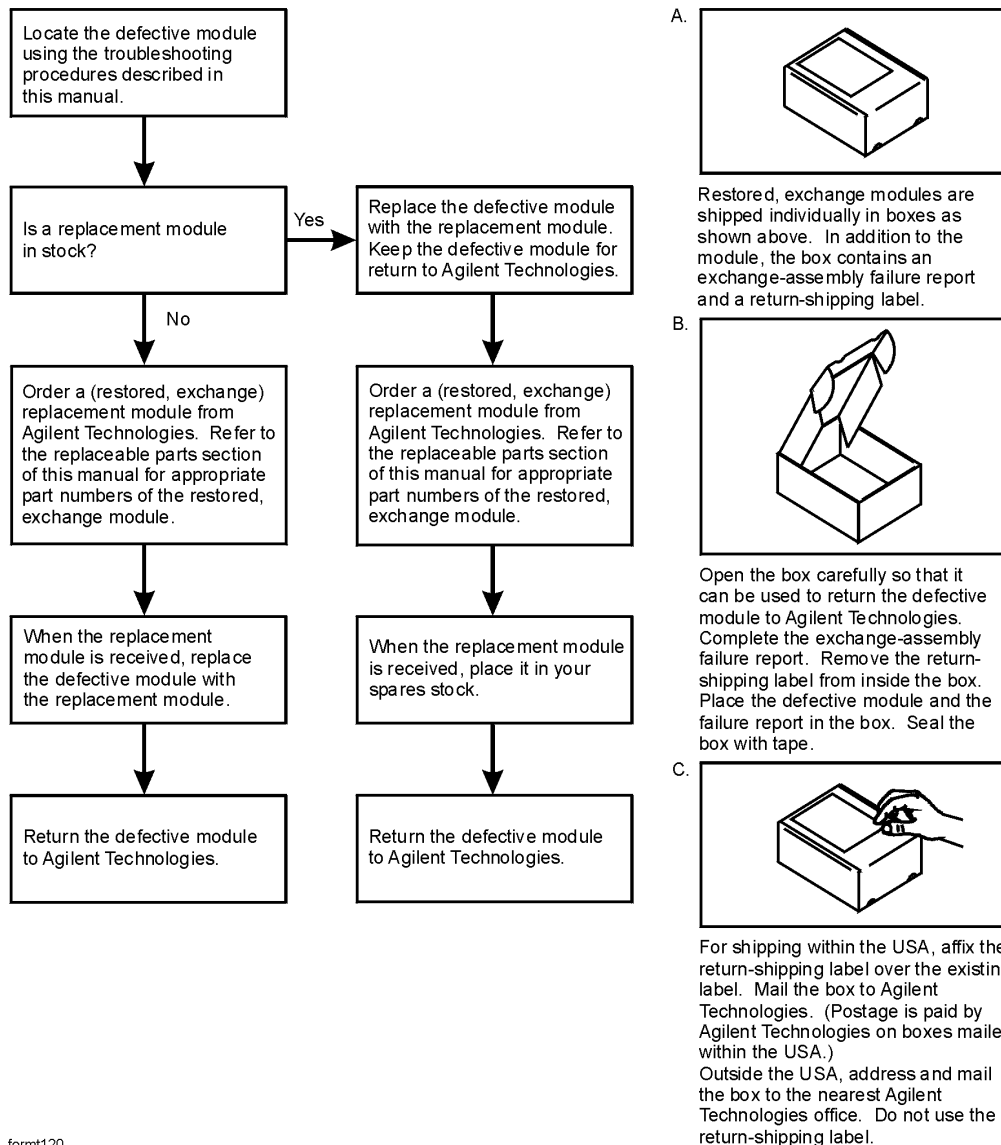 Locate the defective module
using the troubleshooting
procedures described in
this manual.
Is a replacement module
in stock?
Yes
Replace the defective module
with the replacement module.
Keep the defective module for
return to Agilent Technologies.
No
Order a (restored, exchange)
replacement module from
Agilent Technologies. Refer to
the replaceable parts section
of this manual for appropriate
part numbers of the restored,
exchange module.
Order a (restored, exchange)
replacement module from
Agilent Technologies. Refer to
the replaceable parts section
of this manual for appropriate
part numbers of the restored,
exchange module.
When the replacement
module is received, replace
the defective module with
the replacement module.
When the replacement module
is received, place it in your
spares stock.
Return the defective module
to Agilent Technologies.
Return the defective module
to Agilent Technologies.
A.
Restored, exchange modules are
shipped individually in boxes as
shown above. In addition to the
module, the box contains an
exchange-assembly failure report
and a return-shipping label.
B.
Open the box carefully so that it
can be used to return the defective
module to Agilent Technologies.
Complete the exchange-assembly
failure report. Remove the return-
shipping label from inside the box.
Place the defective module and the
failure report in the box. Seal the
box with tape.
C.
For shipping within the USA, affix the
return-shipping label over the existin
label. Mail the box to Agilent
Technologies. (Postage is paid by
Agilent Technologies on boxes maile
within the USA.)
Outside the USA, address and mail
the box to the nearest Agilent
Technologies office. Do not use the
return-shipping label.